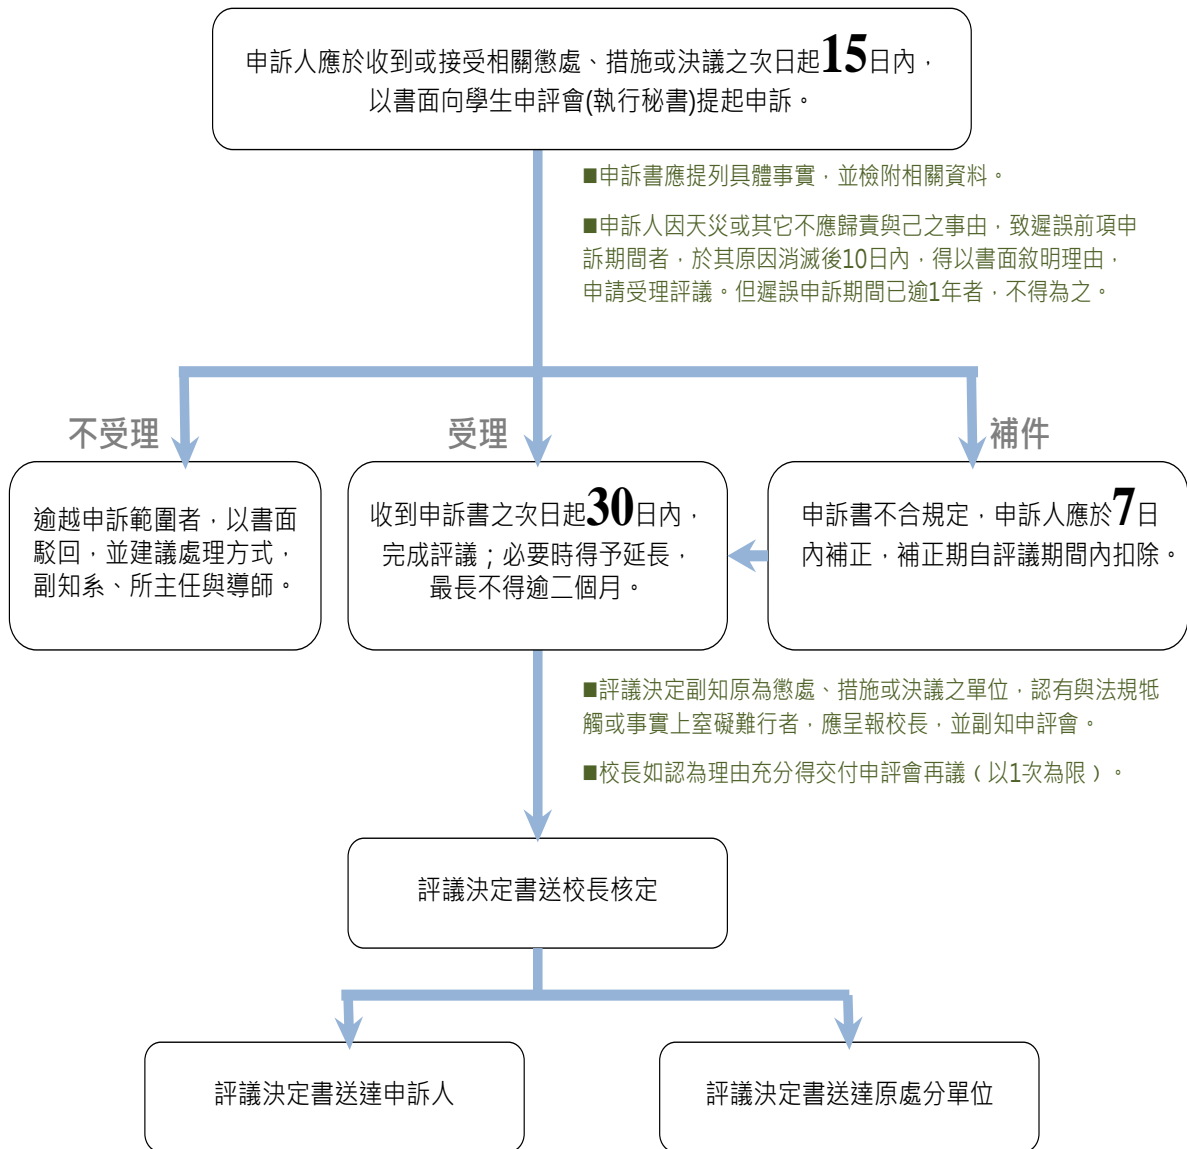 申訴人應於收到或接受相關懲處、措施或決議之次日起15日內，
以書面向學生申評會(執行秘書)提起申訴。
■申訴書應提列具體事實，並檢附相關資料。
■申訴人因天災或其它不應歸責與己之事由，致遲誤前項申
訴期間者，於其原因消滅後10日內，得以書面敘明理由，
申請受理評議。但遲誤申訴期間已逾1年者，不得為之。
不受理
受理
補件
逾越申訴範圍者，以書面
駁回，並建議處理方式，
副知系、所主任與導師。
收到申訴書之次日起30日內，
完成評議；必要時得予延長，
最長不得逾二個月。
申訴書不合規定，申訴人應於7日
內補正，補正期自評議期間內扣除。
■評議決定副知原為懲處、措施或決議之單位，認有與法規牴
觸或事實上窒礙難行者，應呈報校長，並副知申評會。
■校長如認為理由充分得交付申評會再議（以1次為限）。
評議決定書送校長核定
評議決定書送達申訴人
評議決定書送達原處分單位